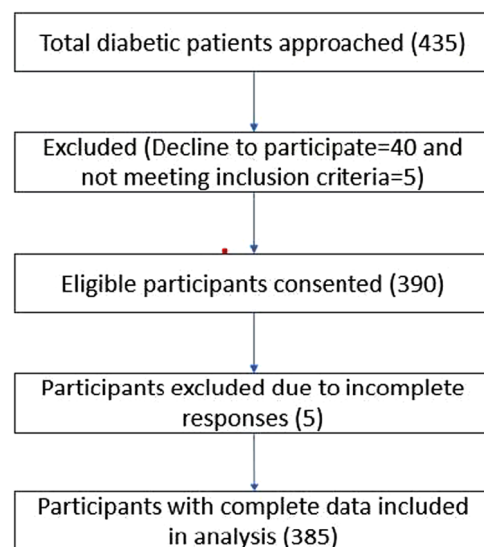 Total diabetic patients approached (435)
Excluded (Decline to participate=40 and
not meeting inclusion criteria=5)
Eligible participants consented (390)
Participants excluded due to incomplete
responses (5)
Participants with complete data included
in analysis (385)